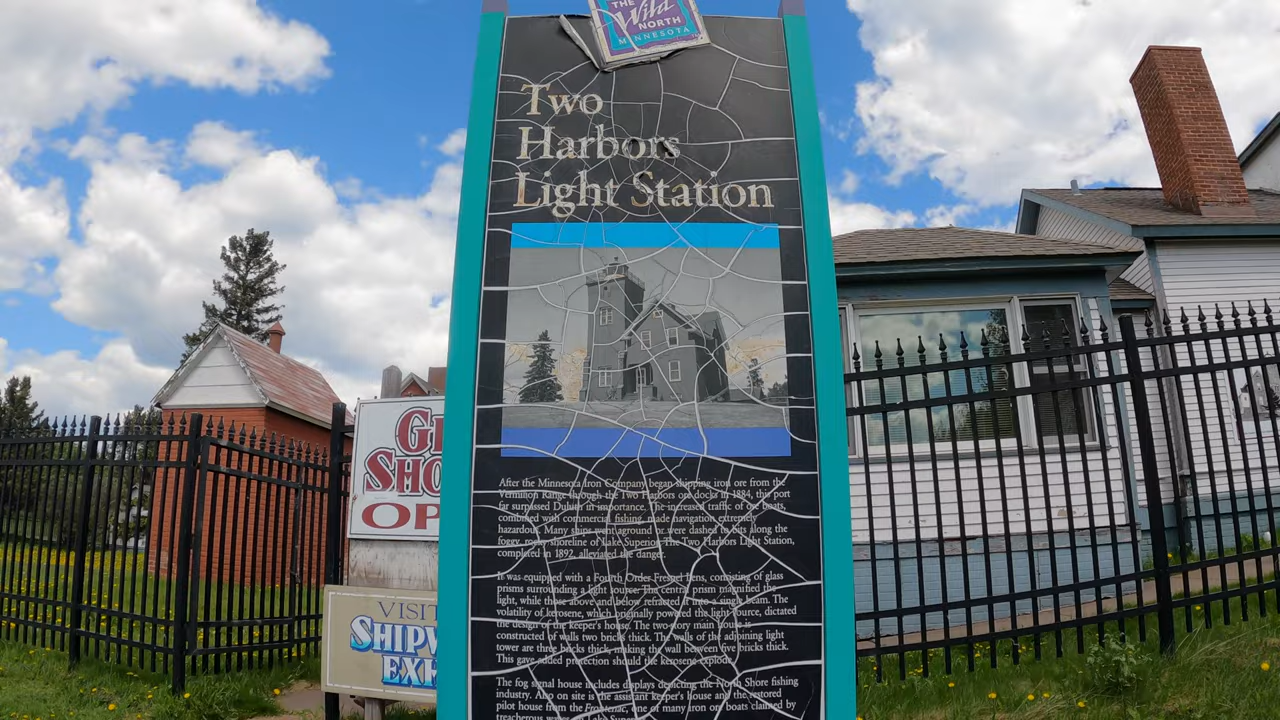 THE
Wild
NORTH
MINNESOTA
Two
Harbors
Light Station
After the Minnesota Iron Company began shipping iron ore from the
Vermilion Range through the Two Harbors ore docks in 1884, this port
far surpassed Duluth in importance. The increased traffic of ore boats,
combined with commercial fishing, made navigation extremely
hazardous. Many ships went aground or were dashed to bits along the
foggy, rocky shoreline of Lake Superior. The Two Harbors Light Station,
completed in 1892, alleviated the danger.
It was equipped with a Fourth Order Fresnel lens, consisting of glass
prisms surrounding a light source. The central prism magnified the
light, while those above and below refracted it into a single beam. The
volatility of kerosene, which originally powered the light source, dictated
the design of the keeper's house. The two-story main house is
constructed of walls two bricks thick. The walls of the adjoining light
tower are three bricks thick, making the wall between five bricks thick.
This gave added protection should the kerosene explode.
The fog signal house includes displays depicting the North Shore fishing
industry. Also on site is the assistant keeper's house and the restored
pilot house from the Frontenac, one of many iron ore boats claimed by
treacherous waters on Lake Superior
GI
SHO
OP
VISIT
SHIPW
EXH